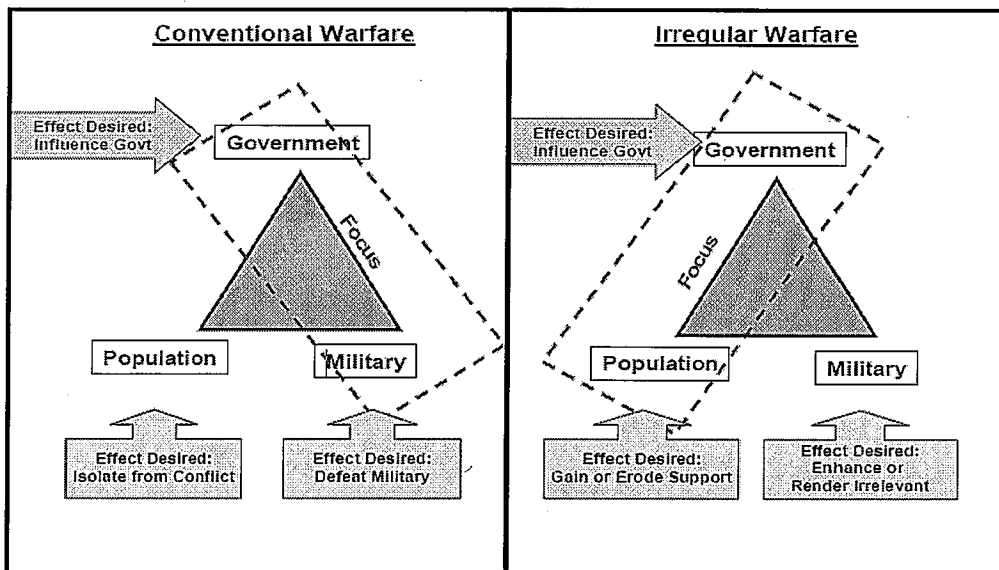 Conventional Warfare
Effect Desired:
Influence Govt
Government
Focus
Population
Military
Effect Desired:
Isolate from Conflict
Effect Desired:
Defeat Military
Irregular Warfare
Effect Desired:
Influence Govt
Government
Focus
Population
Military
Effect Desired:
Gain or Erode Support
Effect Desired:
Enhance or
Render Irrelevant